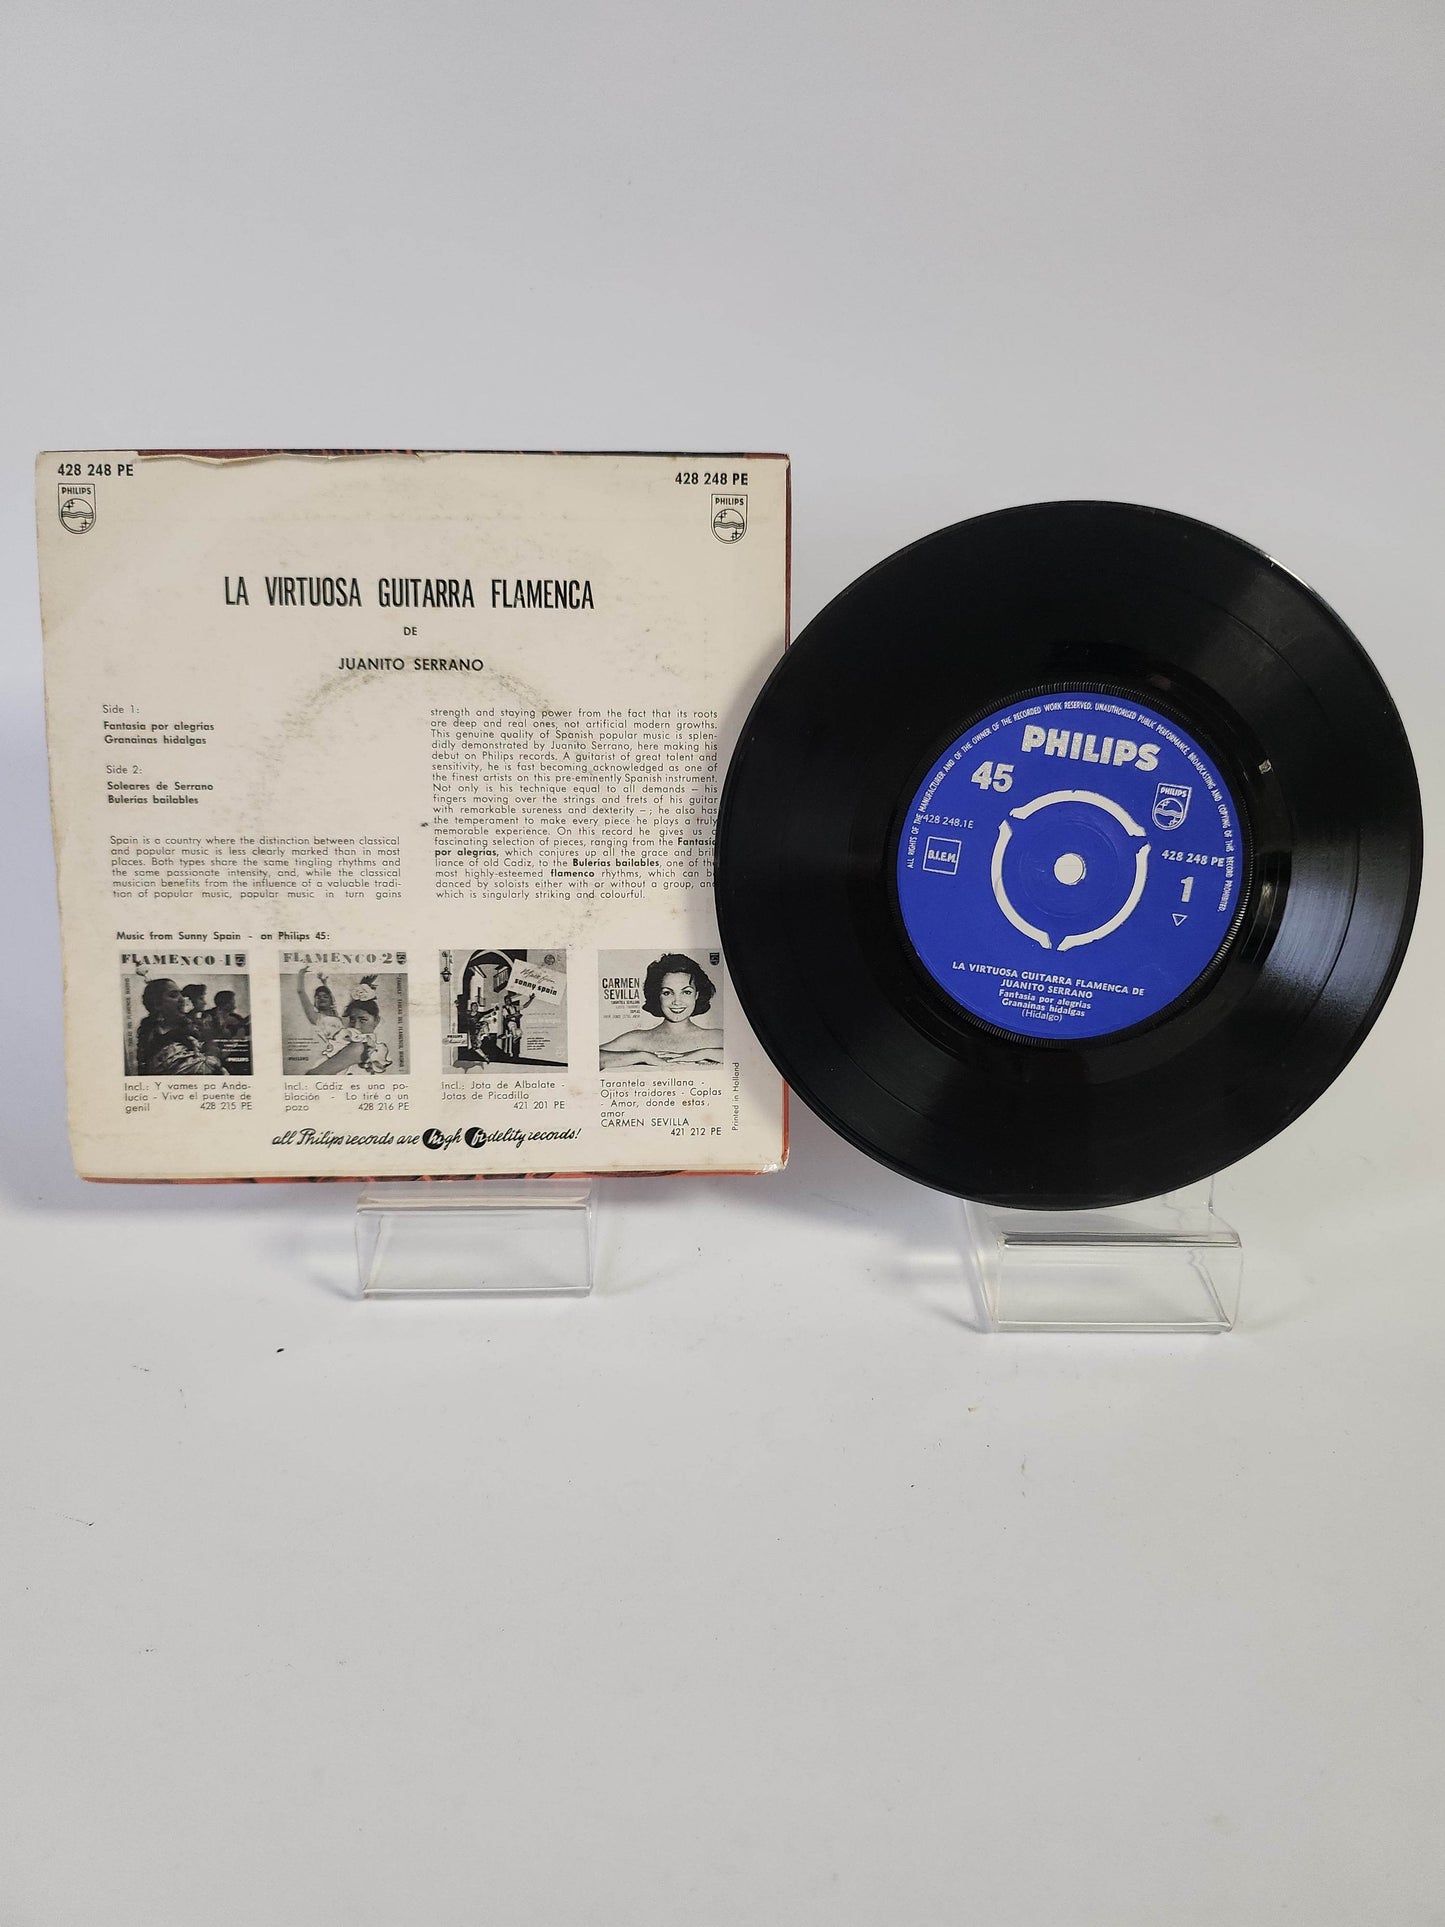 428 248 PE
PHILIPS
428 248 PE
PHILIPS
LA VIRTUOSA GUITARRA FLAMENCA
DE
JUANITO SERRANO
Side 1:
Fantasia por alegrias
Granainas hidalgas
Side 2:
Soleares de Serrano
Bulerias bailables
Spain is a country where the distinction between classical
and popular music is less clearly marked than in most
places. Both types share the same tingling rhythms and
the same passionate intensity, and, while the classical
musician benefits from the influence of a valuable tradi-
tion of popular music, popular music in turn gains
strength and staying power from the fact that its roots
are deep and real ones, not artificial modern growths.
This genuine quality of Spanish popular music is splen-
didly demonstrated by Juanito Serrano, here making his
debut on Philips records. A guitarist of great talent and
sensitivity, he is fast becoming acknowledged as one of
the finest artists on this pre-eminently Spanish instrument.
Not only is his technique equal to all demands — his
fingers moving over the strings and frets of his guitar
with remarkable sureness and dexterity — ; he also has
the temperament to make every piece he plays a truly
memorable experience. On this record he gives us a
fascinating selection of pieces, ranging from the Fantasia
por alegrias, which conjures up all the grace and bril
liance of old Cadiz, to the Bulerias bailables, one of the
most highly-esteemed flamenco rhythms, which can be
danced by soloists either with or without a group, and
which is singularly striking and colourful.
Music from Sunny Spain - on Philips 45:
FLAMENCO-1
PHILIPS
Incl.: Y vames pa Anda-
lucia - Viva el puente de
genil 428 215 PE
FLAMENCO-2
PHILIPS
Incl.: Cádiz es una po-
blación - Lo tiré a un
pozo 428 216 PE
sunny spain
Incl.: Jota de Albalate -
Jotas de Picadillo
421 201 PE
CARMEN
SEVILLA
Tarantela sevillana -
Ojitos traidores - Coplas
- Amor, donde estas,
amor
CARMEN SEVILLA
421 212 PE
Printed in Holland
all Philips records are high fidelity records!
ALL RIGHTS OF THE MANUFACTURER AND OF THE OWNER OF THE RECORDED WORK RESERVED. UNAUTHORISED PUBLIC PERFORMANCE, BROADCASTING AND COPYING OF THIS RECORD PROHIBITED.
PHILIPS
45
PHILIPS
428 248.1E
B.I.E.M.
428 248 PE
1
LA VIRTUOSA GUITARRA FLAMENCA DE
JUANITO SERRANO
Fantasia por alegrias
Granainas hidalgas
(Hidalgo)